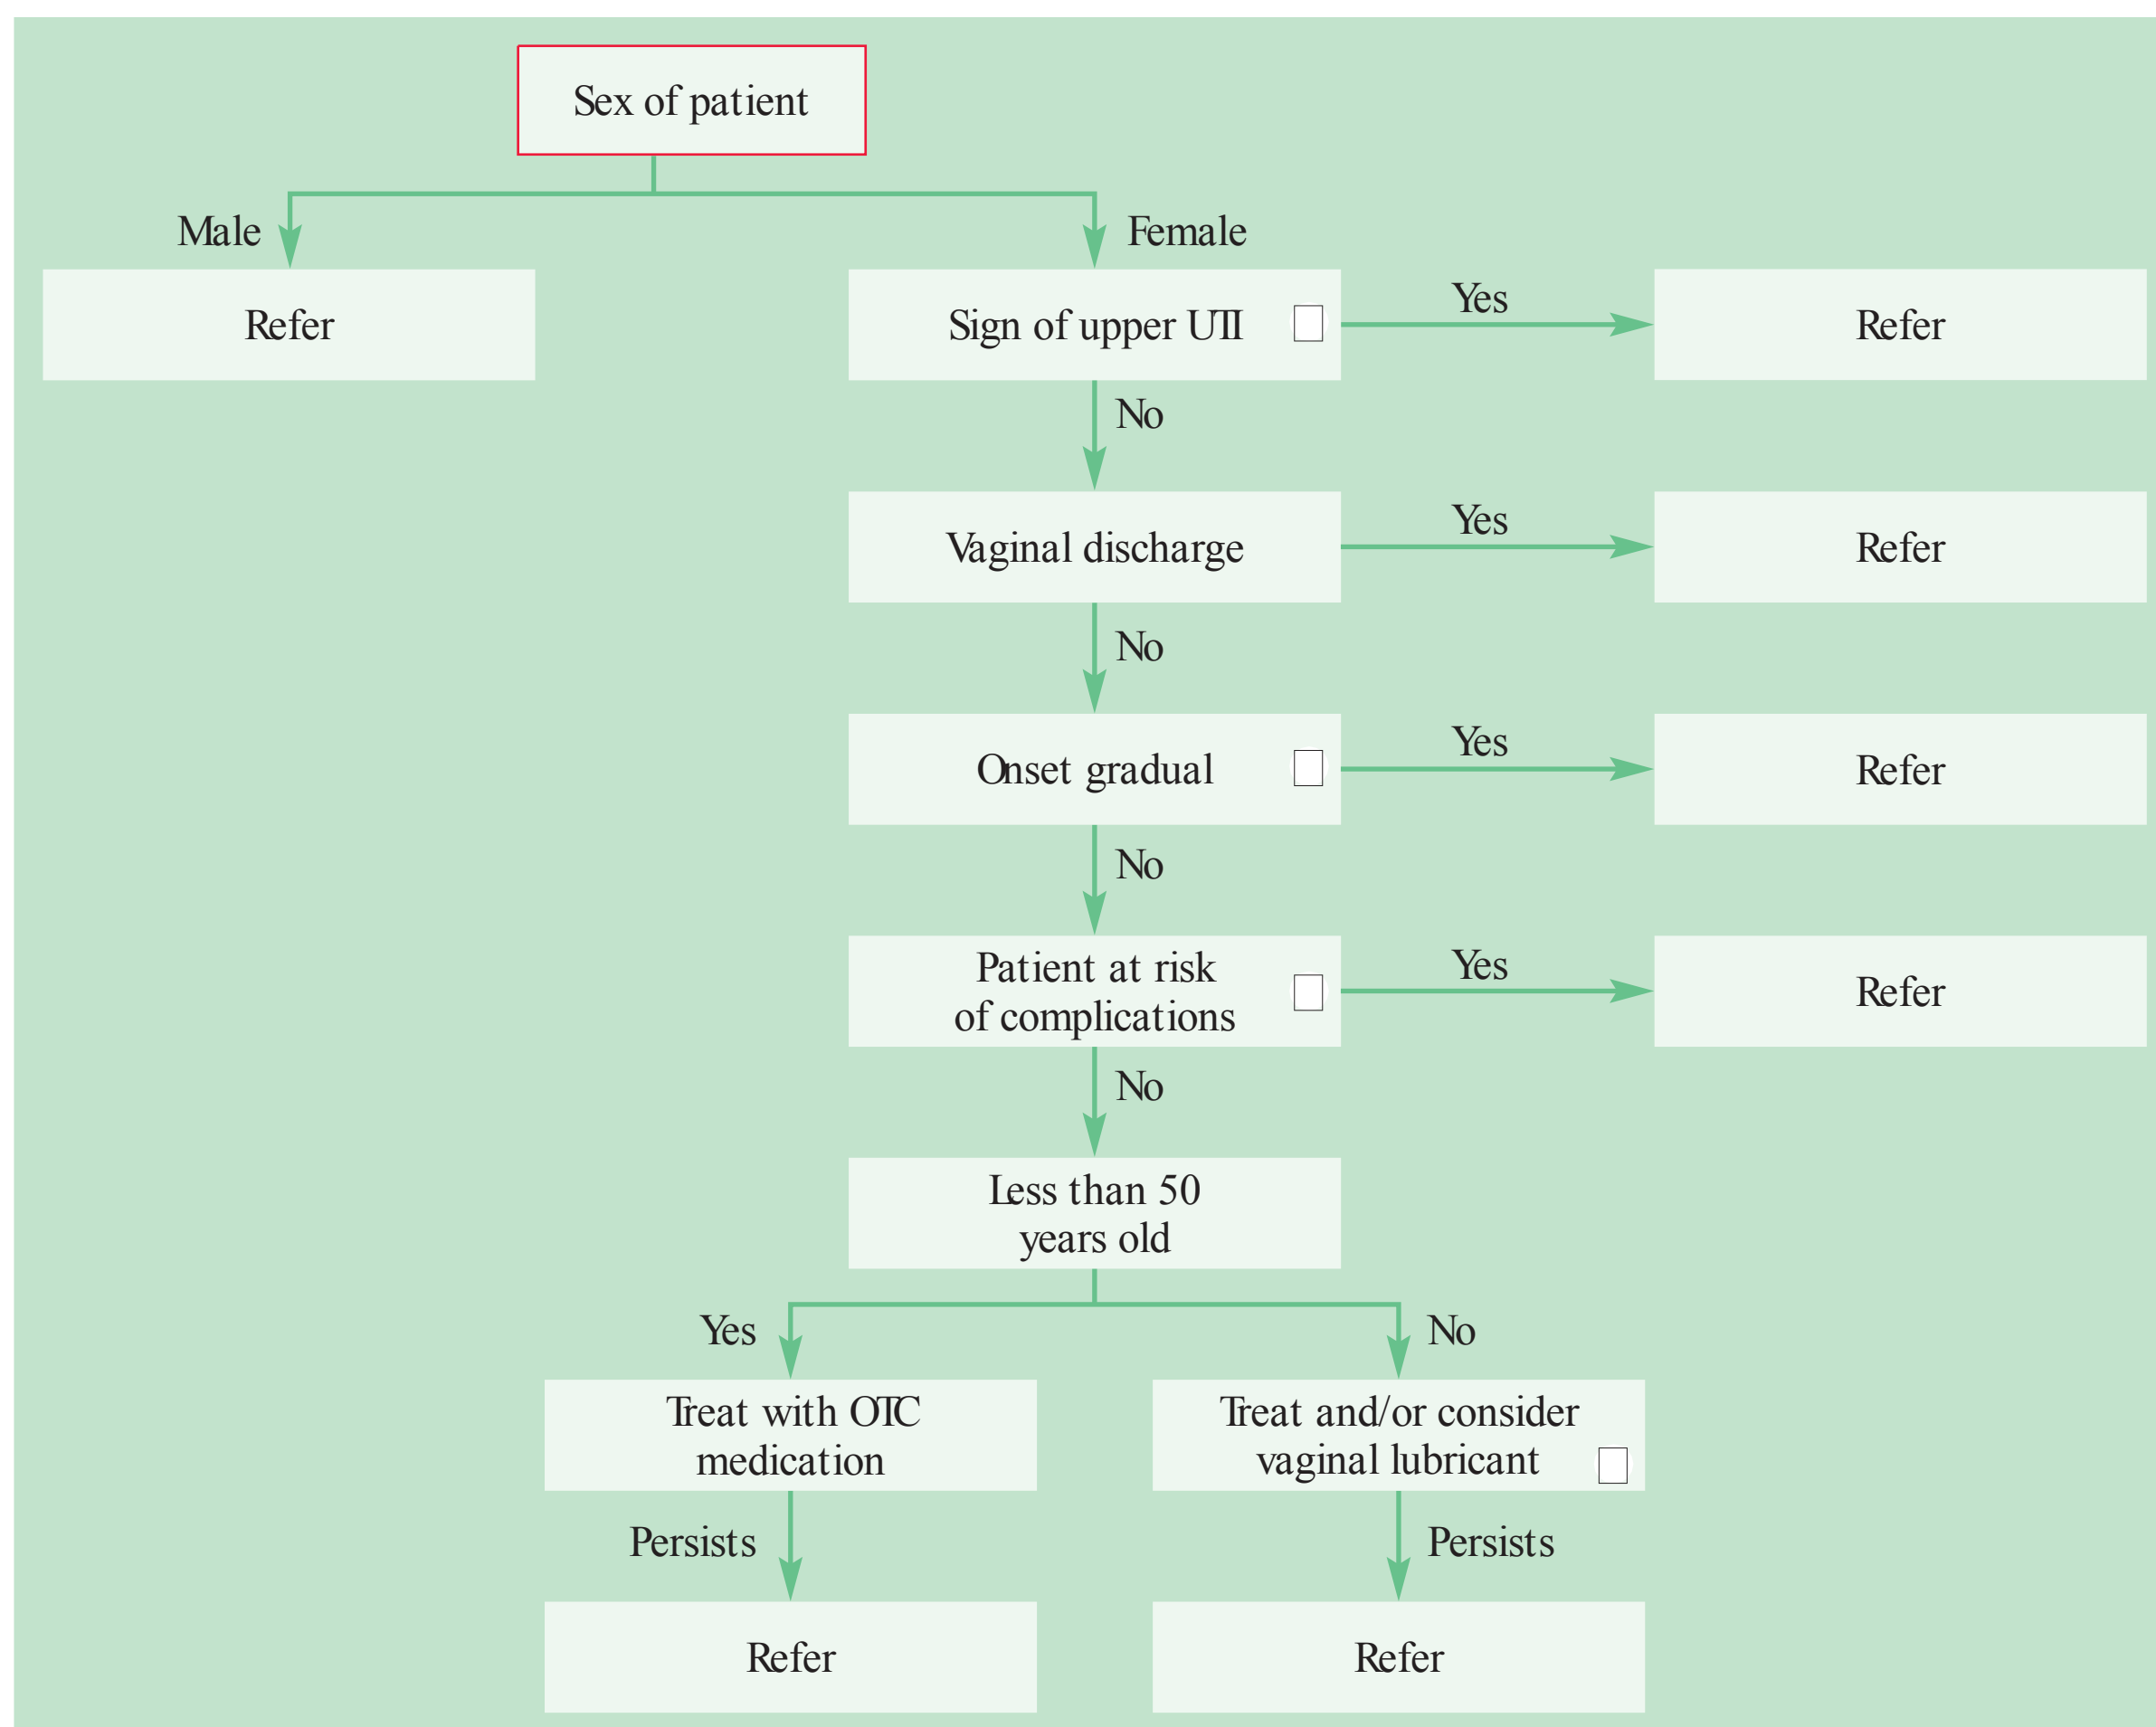 Sex of patient
Male
Female
Refer
Sign of upper UTI
Yes
Refer
No
Vaginal discharge
Yes
Refer
No
Onset gradual
Yes
Refer
No
Patient at risk
of complications
Yes
Refer
No
Less than 50
years old
Yes
No
Treat with OTC
medication
Treat and/or consider
vaginal lubricant
Persists
Persists
Refer
Refer